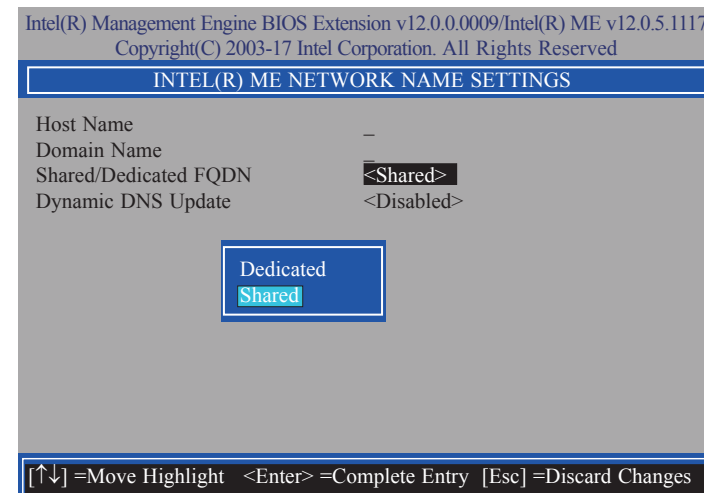 Intel(R) Management Engine BIOS Extension v12.0.0.0009/Intel(R) ME v12.0.5.1117
Copyright(C) 2003-17 Intel Corporation. All Rights Reserved
INTEL(R) ME NETWORK NAME SETTINGS
Host Name _
Domain Name _
Shared/Dedicated FQDN <Shared>
Dynamic DNS Update <Disabled>
Dedicated
Shared
[↑↓] =Move Highlight <Enter> =Complete Entry [Esc] =Discard Changes